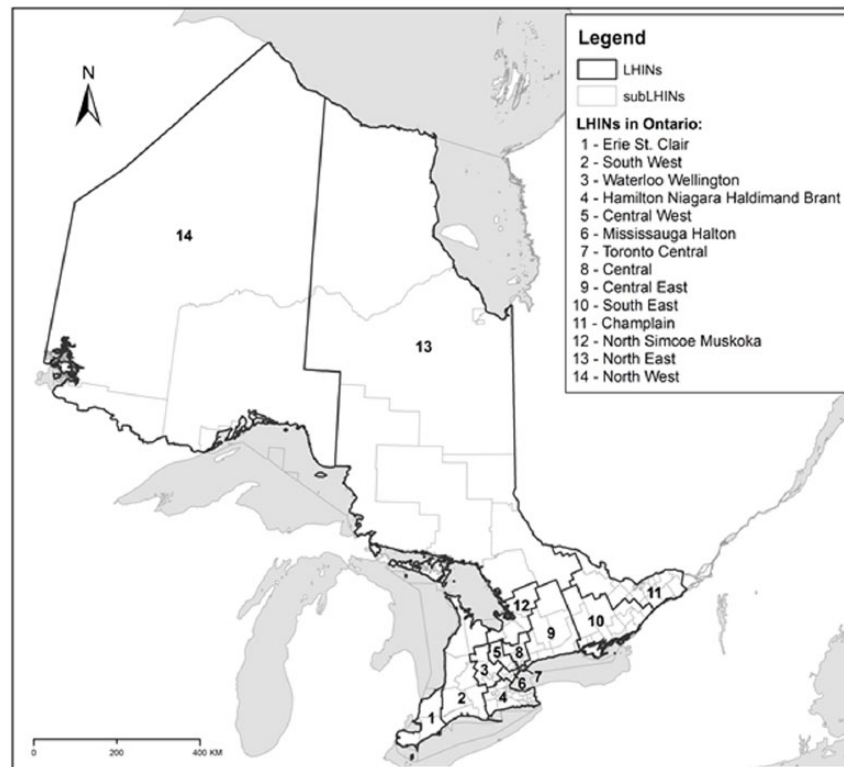 N
Legend
LHINs
subLHINs
LHINs in Ontario:
1 - Erie St. Clair
2 - South West
3 - Waterloo Wellington
4 - Hamilton Niagara Haldimand Brant
5 - Central West
6 - Mississauga Halton
7 - Toronto Central
8 - Central
9 - Central East
10 - South East
11 - Champlain
12 - North Simcoe Muskoka
13 - North East
14 - North West
14
13
12
11
10
9
5
8
3
7
6
4
2
1
0 200 400 KM